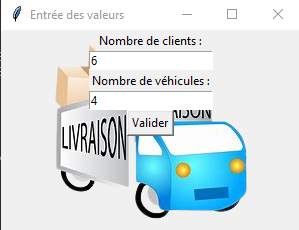 Entrée des valeurs
Nombre de clients :
6
Nombre de véhicules :
4
Valider
LIVRAISON
LIVRAISON